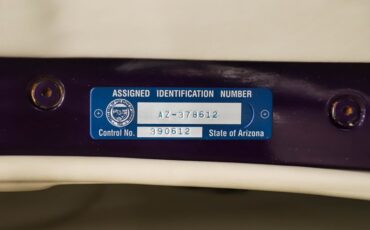 ASSIGNED IDENTIFICATION NUMBER
AZ-378612
Control No. 390612 State of Arizona